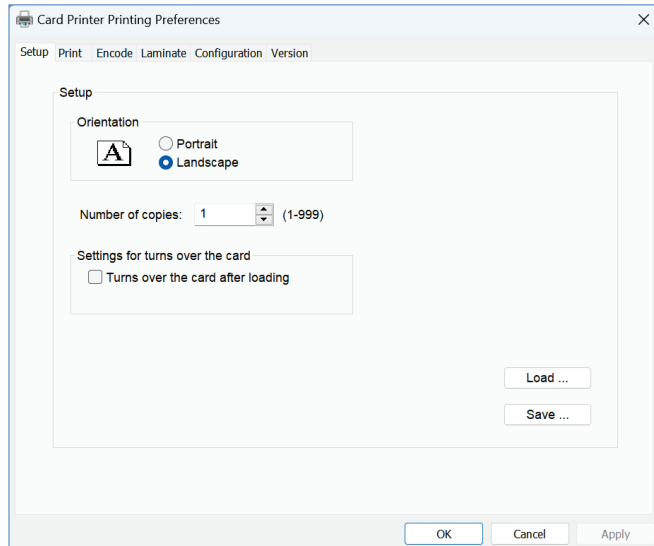 Card Printer Printing Preferences
Setup Print Encode Laminate Configuration Version
Setup
Orientation
A
Portrait
Landscape
Number of copies: 1 (1-999)
Settings for turns over the card
Turns over the card after loading
Load ...
Save ...
OK Cancel Apply